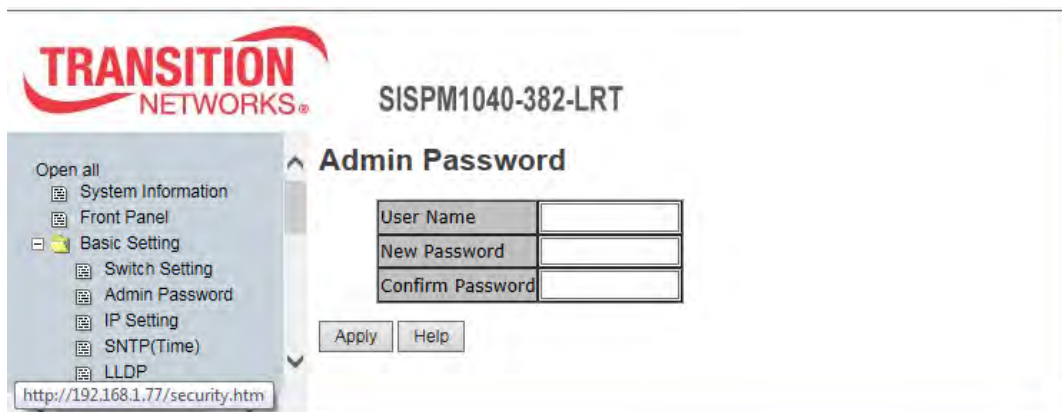 TRANSITION
NETWORKS®
SISPM1040-382-LRT
Open all
System Information
Front Panel
Basic Setting
Switch Setting
Admin Password
IP Setting
SNTP(Time)
LLDP
http://192.168.1.77/security.htm
Admin Password
User Name
New Password
Confirm Password
Apply Help